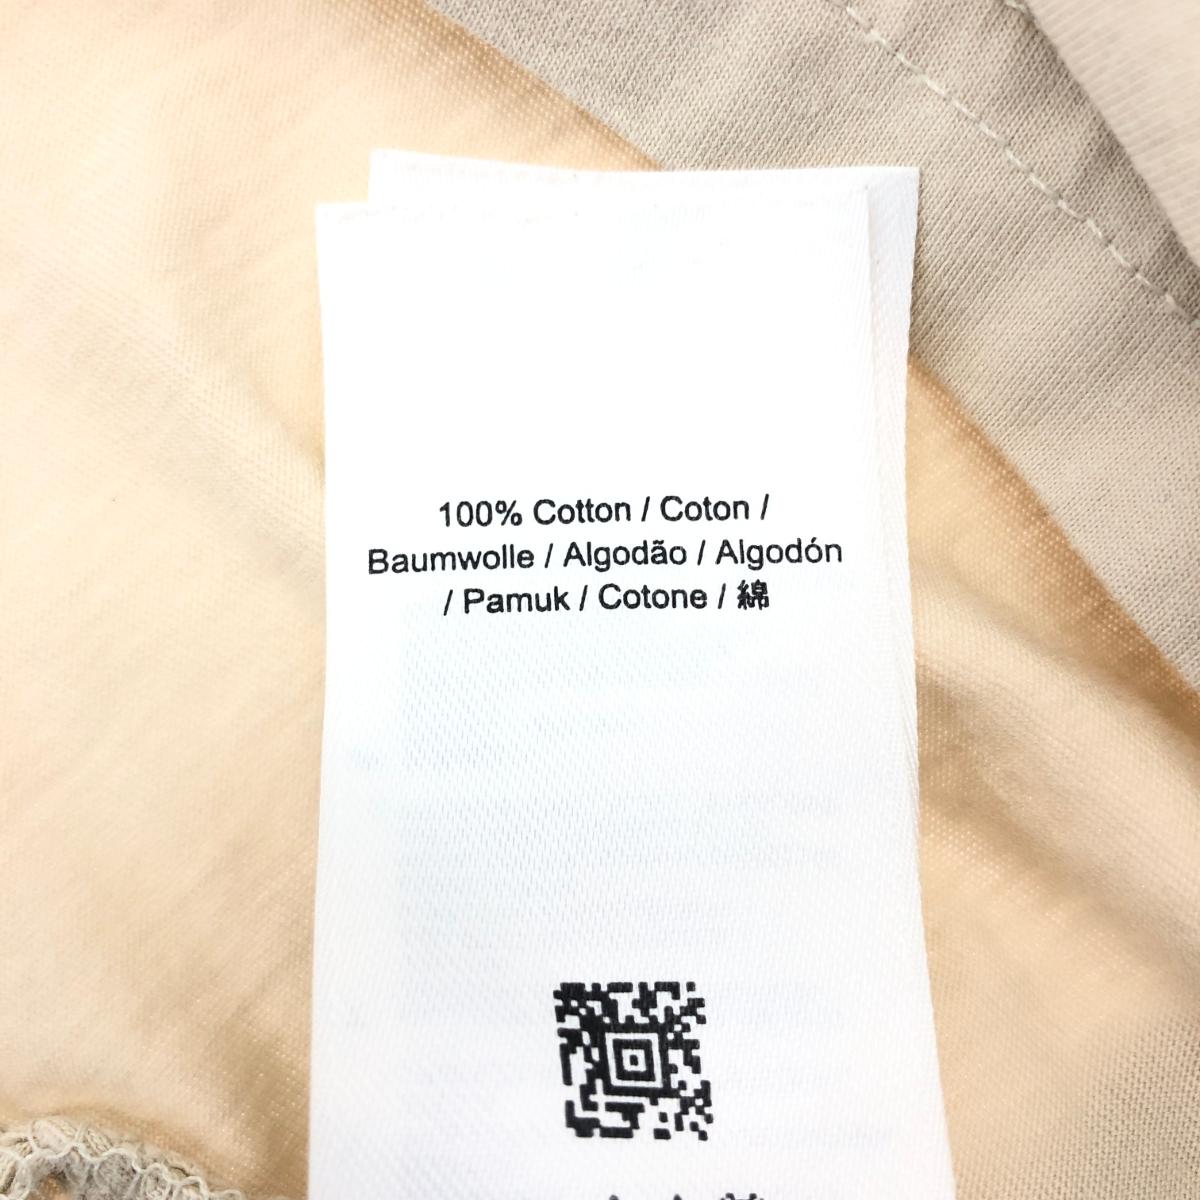 100% Cotton / Coton /
Baumwolle / Algodão / Algodón
/ Pamuk / Cotone / 綿